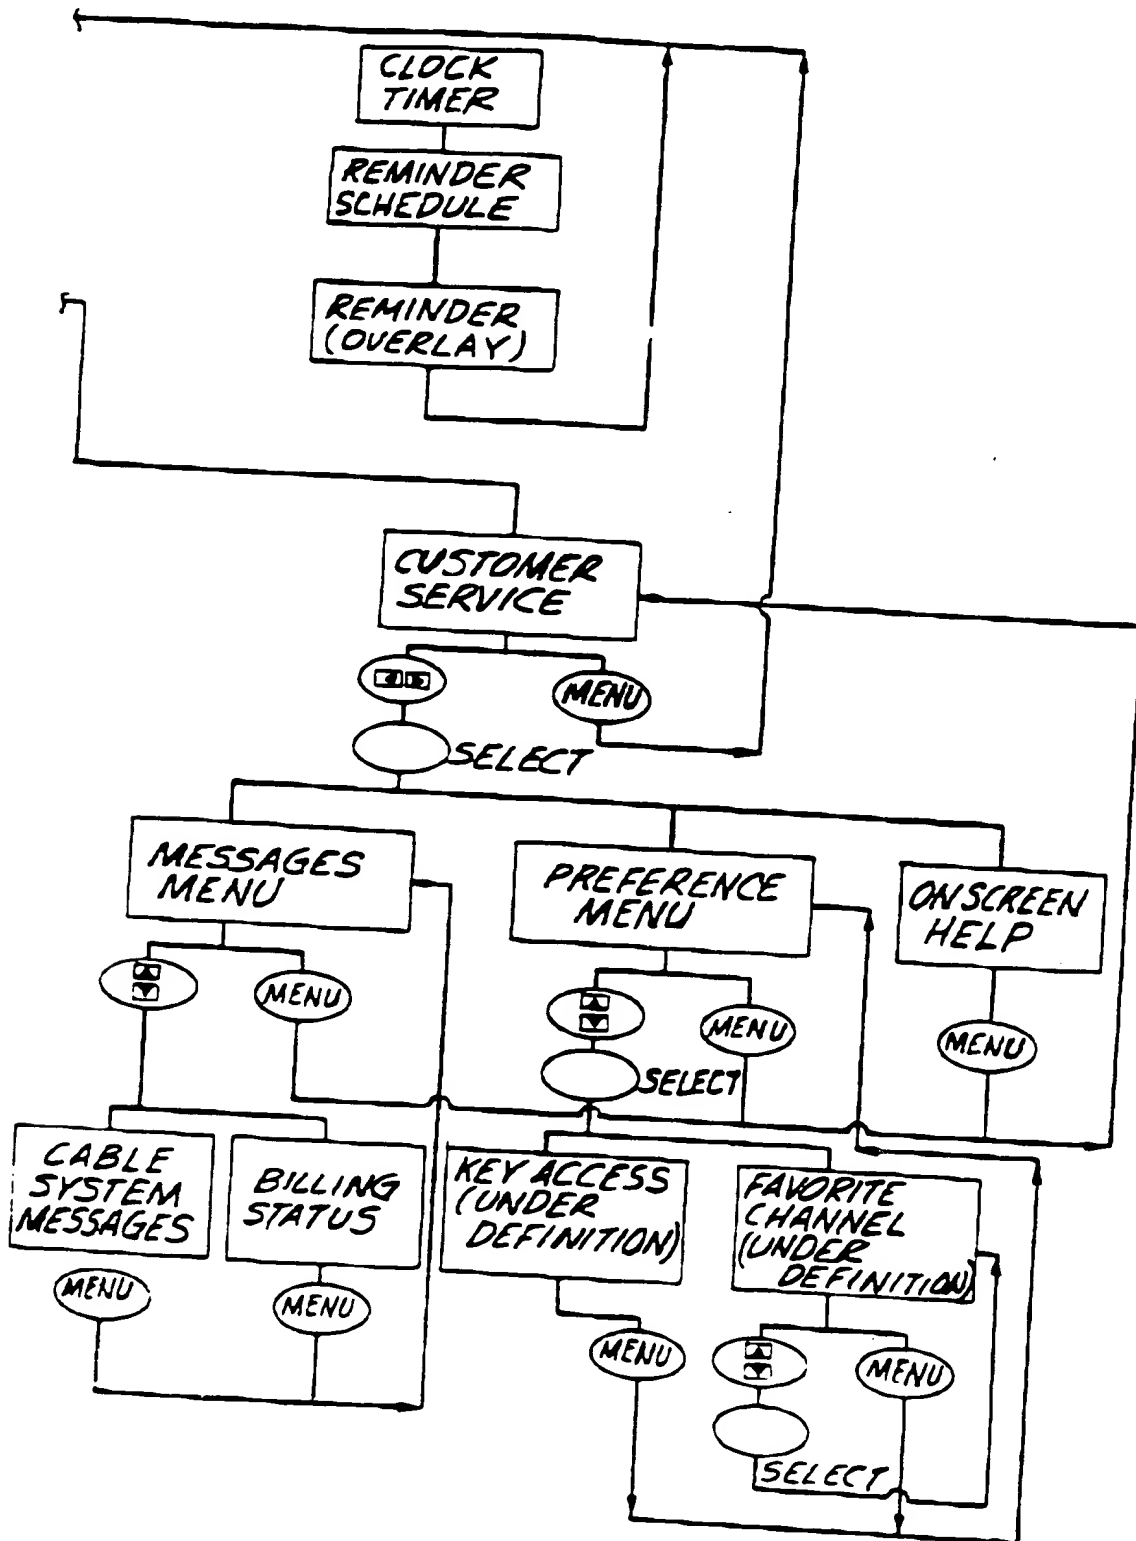 CLOCK
TIMER
REMINDER
SCHEDULE
REMINDER
(OVERLAY)
CUSTOMER
SERVICE
MENU
SELECT
MESSAGES
MENU
PREFERENCE
MENU
ON SCREEN
HELP
MENU
MENU
MENU
SELECT
CABLE
SYSTEM
MESSAGES
BILLING
STATUS
KEY ACCESS
(UNDER
DEFINITION)
FAVORITE
CHANNEL
(UNDER
DEFINITION)
MENU
MENU
MENU
MENU
SELECT